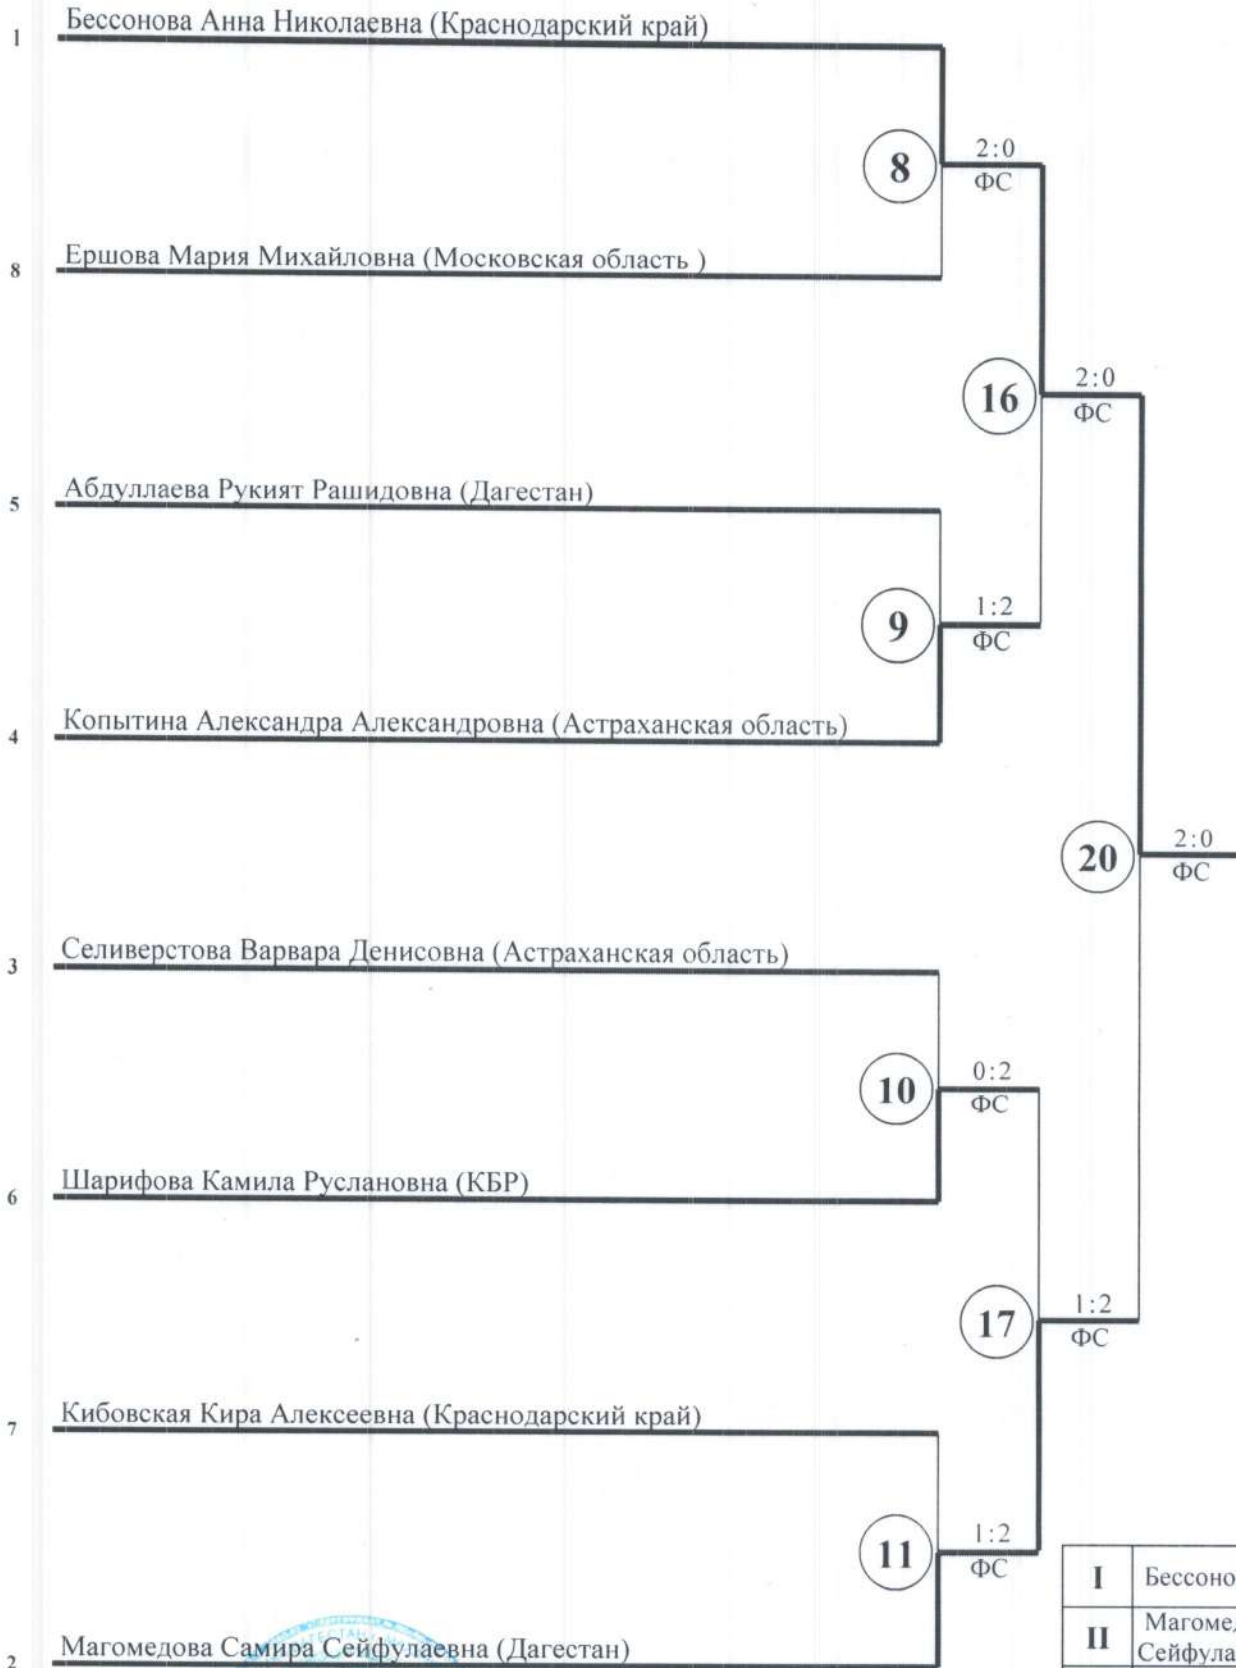 1 Бессонова Анна Николаевна (Краснодарский край)
8 2:0
ФС
8 Ершова Мария Михайловна (Московская область )
16 2:0
ФС
5 Абдуллаева Рукият Рашидовна (Дагестан)
9 1:2
ФС
4 Копытина Александра Александровна (Астраханская область)
20 2:0
ФС
3 Селиверстова Варвара Денисовна (Астраханская область)
10 0:2
ФС
6 Шарифова Камила Руслановна (КБР)
17 1:2
ФС
7 Кибовская Кира Алексеевна (Краснодарский край)
11 1:2
ФС
I Бессоно
II Магомед
Сейфула
2 Магомедова Самира Сейфулаевна (Дагестан)